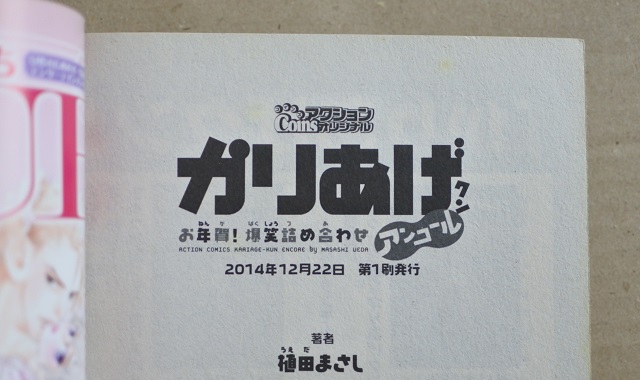 Coins アクションオリジナル
かりあげクン
お年賀！爆笑詰め合わせ
アンコール
ACTION COMICS KARIAGE-KUN ENCORE by MASASHI UEDA
2014年12月22日 第1刷発行
著者
うえだ
植田まさし